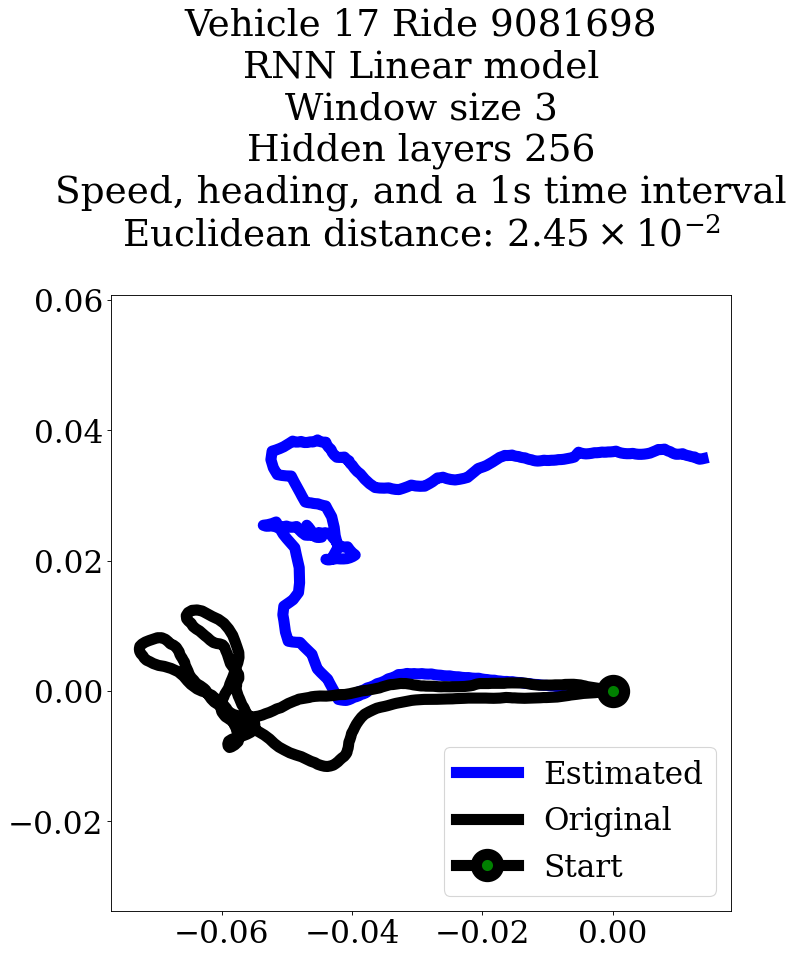 Vehicle 17 Ride 9081698
RNN Linear model
Window size 3
Hidden layers 256
Speed, heading, and a 1s time interval
Euclidean distance: 2.45 × 10⁻²
0.06
0.04
0.02
0.00
−0.02
Estimated
Original
Start
−0.06 −0.04 −0.02 0.00